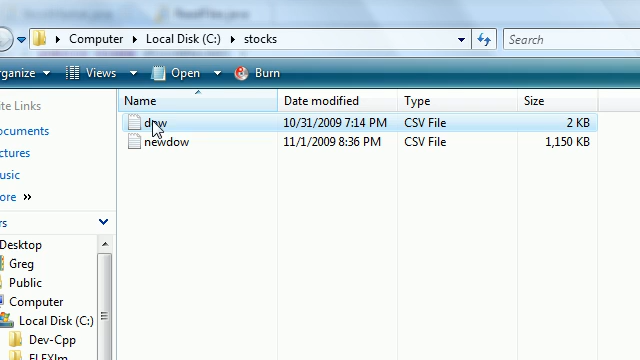 Computer Local Disk (C:) stocks Search
rganize Views Open Burn
ite Links Name Date modified Type Size
dow 10/31/2009 7:14 PM CSV File 2 KB
ocuments
newdow 11/1/2009 8:36 PM CSV File 1,150 KB
ctures
usic
ore »
rs
Desktop
Greg
Public
Computer
Local Disk (C:)
Dev-Cpp
FLEXlm